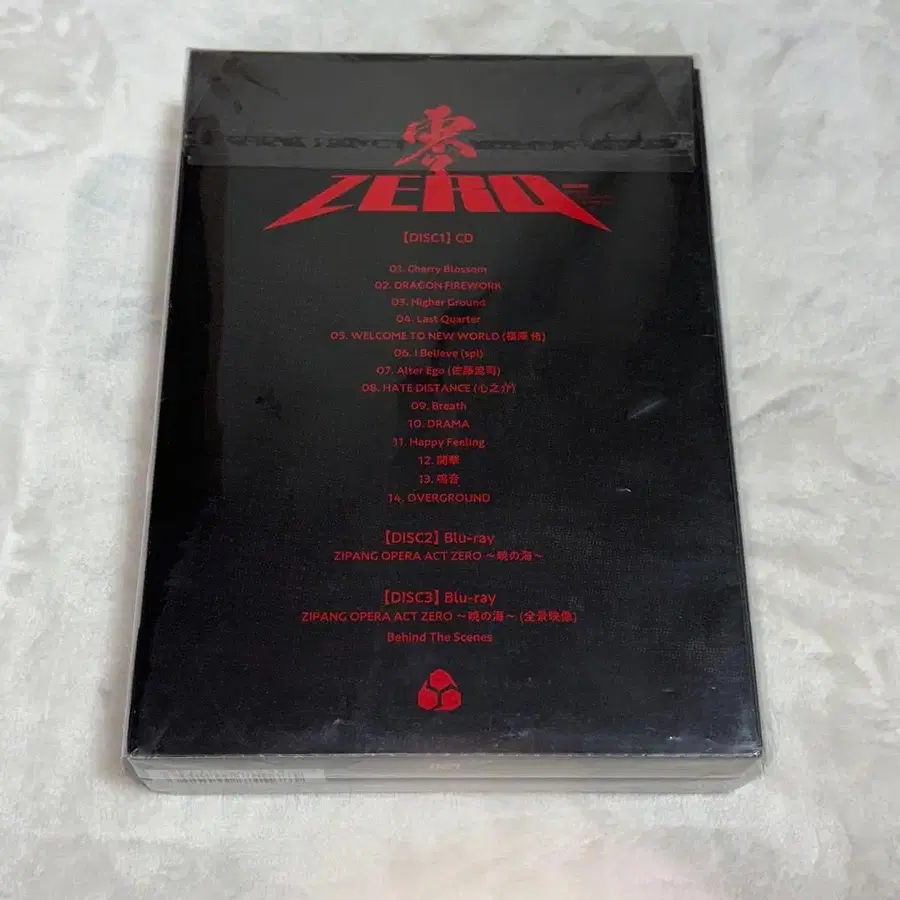 零
ZERO
【DISC1】CD
01. Cherry Blossom
02. DRAGON FIREWORK
03. Higher Ground
04. Last Quarter
05. WELCOME TO NEW WORLD (福澤 侑)
06. I Believe (spi)
07. Alter Ego (佐藤流司)
08. HATE DISTANCE (心之介)
09. Breath
10. DRAMA
11. Happy Feeling
12. 開拳
13. 鳴音
14. OVERGROUND
【DISC2】Blu-ray
ZIPANG OPERA ACT ZERO ～暁の海～
【DISC3】Blu-ray
ZIPANG OPERA ACT ZERO ～暁の海～ (全景映像)
Behind The Scenes